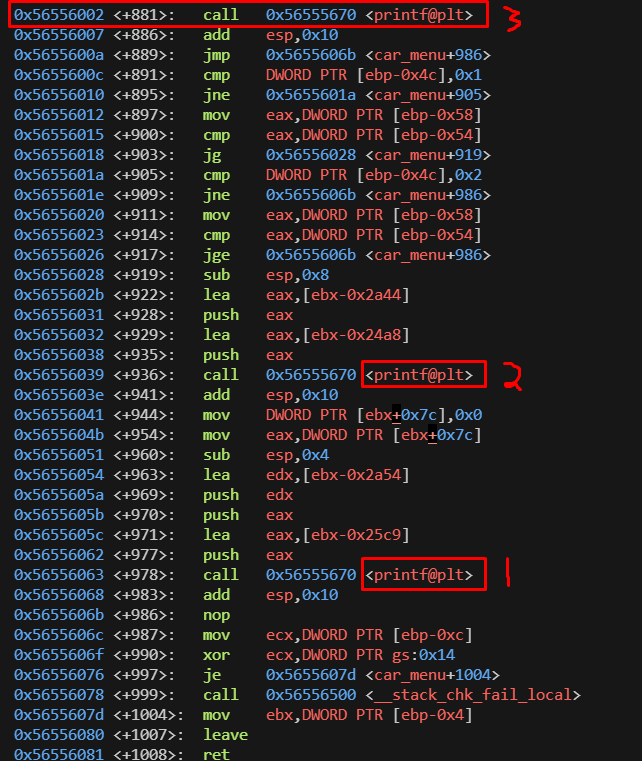 0x56556002 <+881>: call 0x56555670 <printf@plt> 3
0x56556007 <+886>: add esp,0x10
0x5655600a <+889>: jmp 0x5655606b <car_menu+986>
0x5655600c <+891>: cmp DWORD PTR [ebp-0x4c],0x1
0x56556010 <+895>: jne 0x5655601a <car_menu+905>
0x56556012 <+897>: mov eax,DWORD PTR [ebp-0x58]
0x56556015 <+900>: cmp eax,DWORD PTR [ebp-0x54]
0x56556018 <+903>: jg 0x56556028 <car_menu+919>
0x5655601a <+905>: cmp DWORD PTR [ebp-0x4c],0x2
0x5655601e <+909>: jne 0x5655606b <car_menu+986>
0x56556020 <+911>: mov eax,DWORD PTR [ebp-0x58]
0x56556023 <+914>: cmp eax,DWORD PTR [ebp-0x54]
0x56556026 <+917>: jge 0x5655606b <car_menu+986>
0x56556028 <+919>: sub esp,0x8
0x5655602b <+922>: lea eax,[ebx-0x2a44]
0x56556031 <+928>: push eax
0x56556032 <+929>: lea eax,[ebx-0x24a8]
0x56556038 <+935>: push eax
0x56556039 <+936>: call 0x56555670 <printf@plt> 2
0x5655603e <+941>: add esp,0x10
0x56556041 <+944>: mov DWORD PTR [ebx+0x7c],0x0
0x5655604b <+954>: mov eax,DWORD PTR [ebx+0x7c]
0x56556051 <+960>: sub esp,0x4
0x56556054 <+963>: lea edx,[ebx-0x2a54]
0x5655605a <+969>: push edx
0x5655605b <+970>: push eax
0x5655605c <+971>: lea eax,[ebx-0x25c9]
0x56556062 <+977>: push eax
0x56556063 <+978>: call 0x56555670 <printf@plt> 1
0x56556068 <+983>: add esp,0x10
0x5655606b <+986>: nop
0x5655606c <+987>: mov ecx,DWORD PTR [ebp-0xc]
0x5655606f <+990>: xor ecx,DWORD PTR gs:0x14
0x56556076 <+997>: je 0x5655607d <car_menu+1004>
0x56556078 <+999>: call 0x56556500 <__stack_chk_fail_local>
0x5655607d <+1004>: mov ebx,DWORD PTR [ebp-0x4]
0x56556080 <+1007>: leave
0x56556081 <+1008>: ret